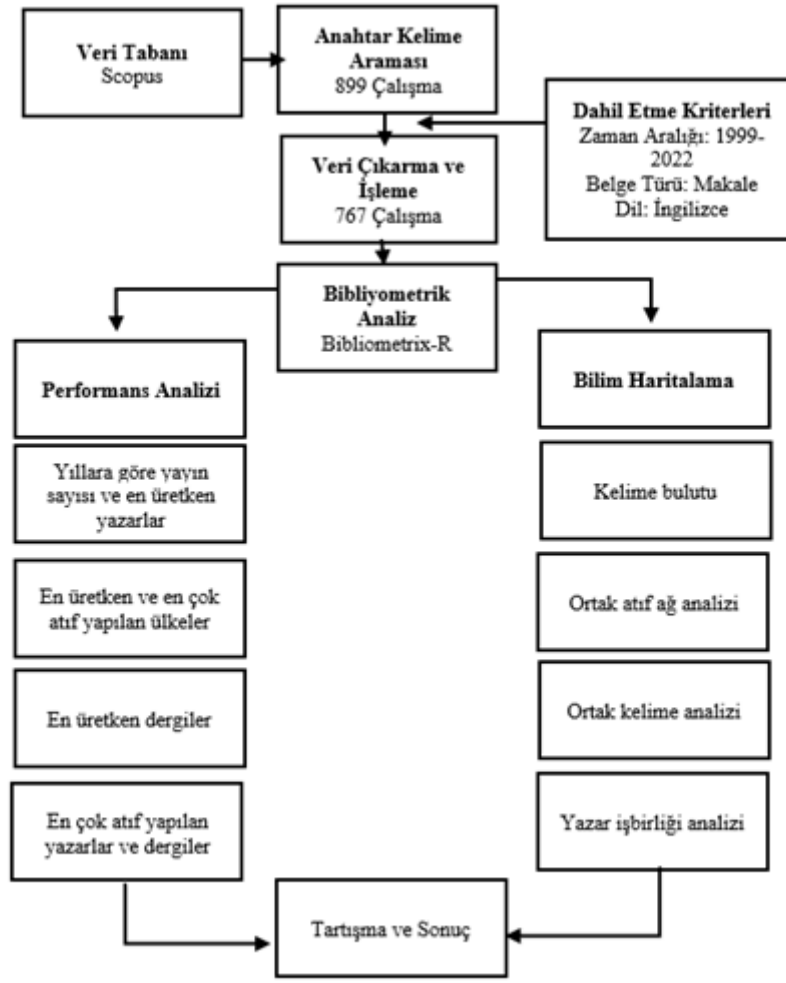 Veri Tabanı
Scopus
Anahtar Kelime
Araması
899 Çalışma
Dahil Etme Kriterleri
Zaman Aralığı: 1999-
2022
Belge Türü: Makale
Dil: İngilizce
Veri Çıkarma ve
İşleme
767 Çalışma
Bibliyometrik
Analiz
Bibliometrix-R
Performans Analizi
Yıllara göre yayın
sayısı ve en üretken
yazarlar
En üretken ve en çok
atıf yapılan ülkeler
En üretken dergiler
En çok atıf yapılan
yazarlar ve dergiler
Bilim Haritalama
Kelime bulutu
Ortak atıf ağ analizi
Ortak kelime analizi
Yazar işbirliği analizi
Tartışma ve Sonuç